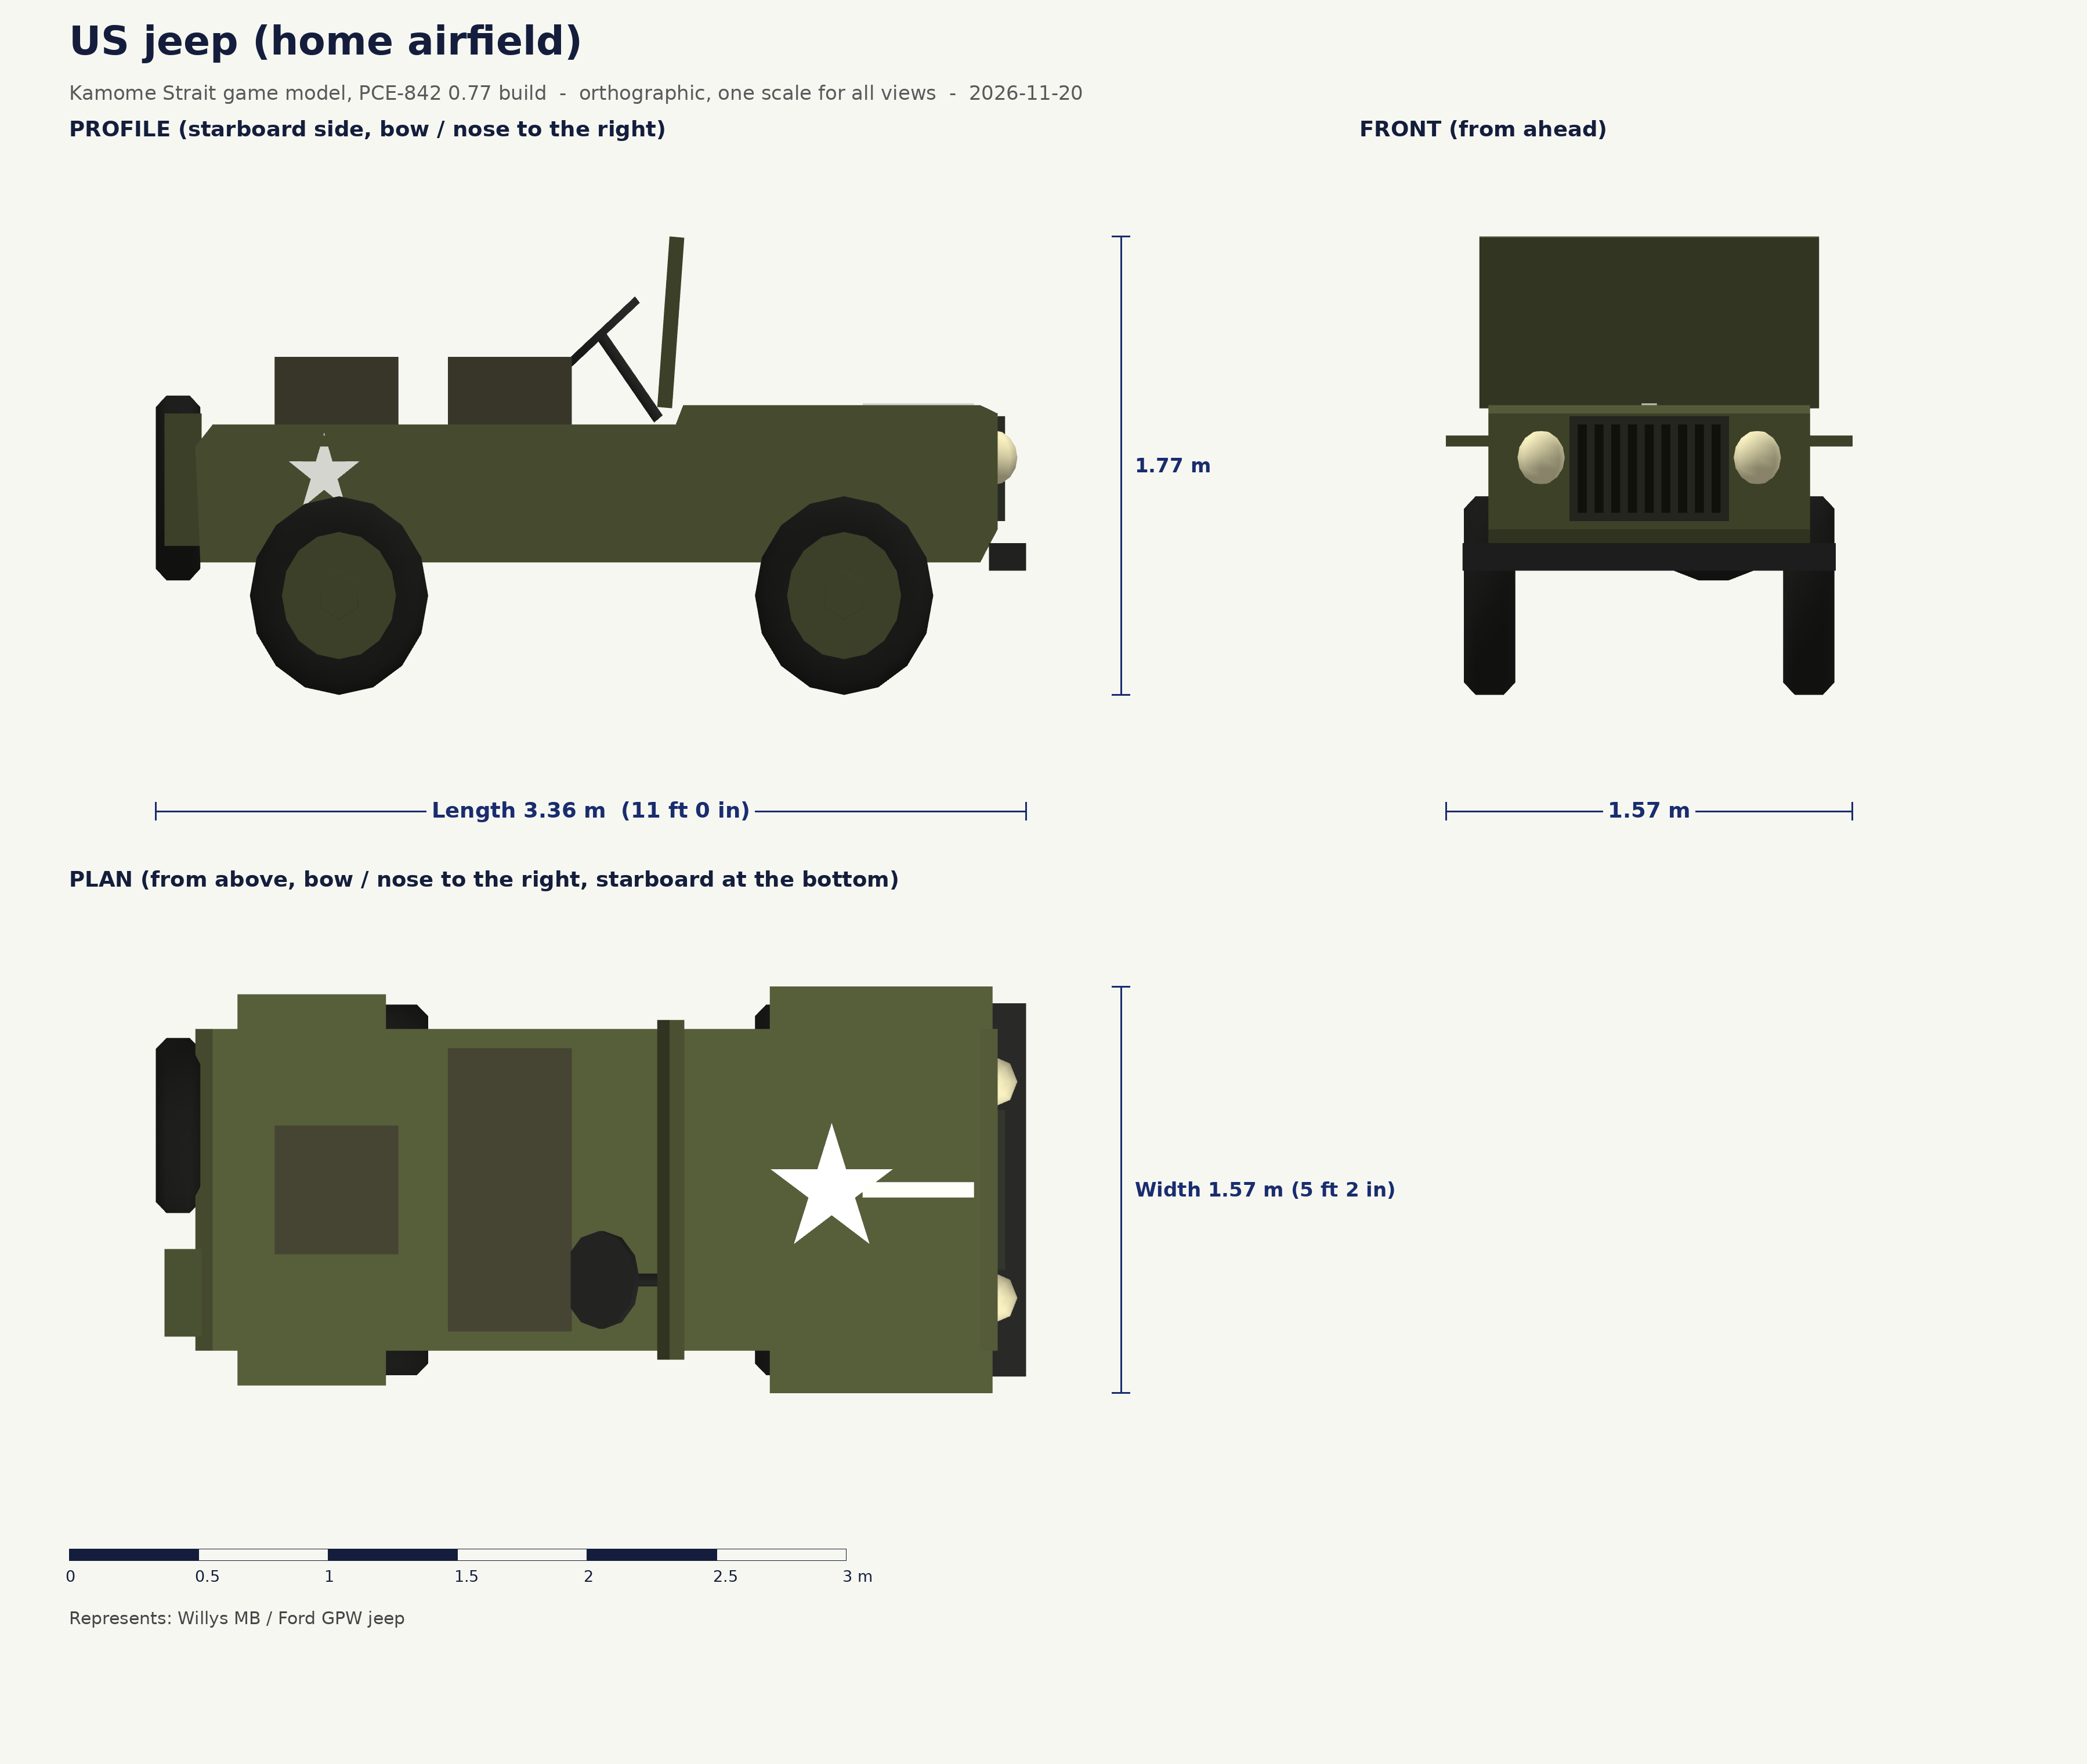 US jeep (home airfield)
Kamome Strait game model, PCE-842 0.77 build  -  orthographic, one scale for all views  -  2026-11-20
PROFILE (starboard side, bow / nose to the right)
FRONT (from ahead)
1.77 m
Length 3.36 m  (11 ft 0 in)
1.57 m
PLAN (from above, bow / nose to the right, starboard at the bottom)
Width 1.57 m (5 ft 2 in)
0 0.5 1 1.5 2 2.5 3 m
Represents: Willys MB / Ford GPW jeep